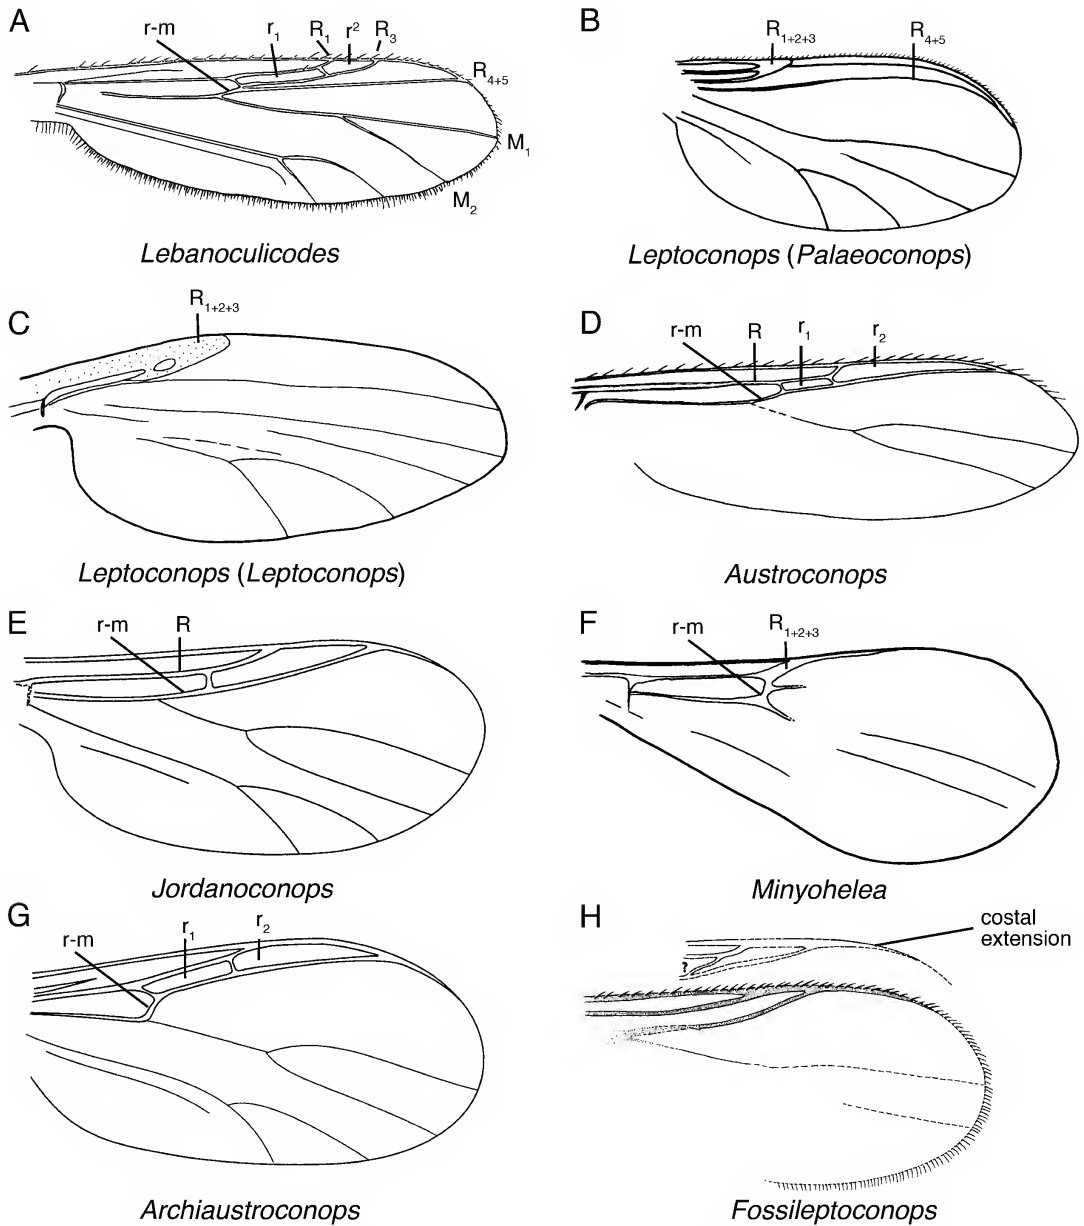 A
r-m r₁ R₁ r² R₃
R₄₊₅
M₁
M₂
Lebanoculicodes
B
R₁₊₂₊₃ R₄₊₅
Leptoconops (Palaeoconops)
C
R₁₊₂₊₃
Leptoconops (Leptoconops)
D
r-m R r₁ r₂
Austroconops
E
r-m R
Jordanoconops
F
r-m R₁₊₂₊₃
Minyohelea
G
r-m r₁ r₂
Archiaustroconops
H
costal
extension
?
Fossileptoconops